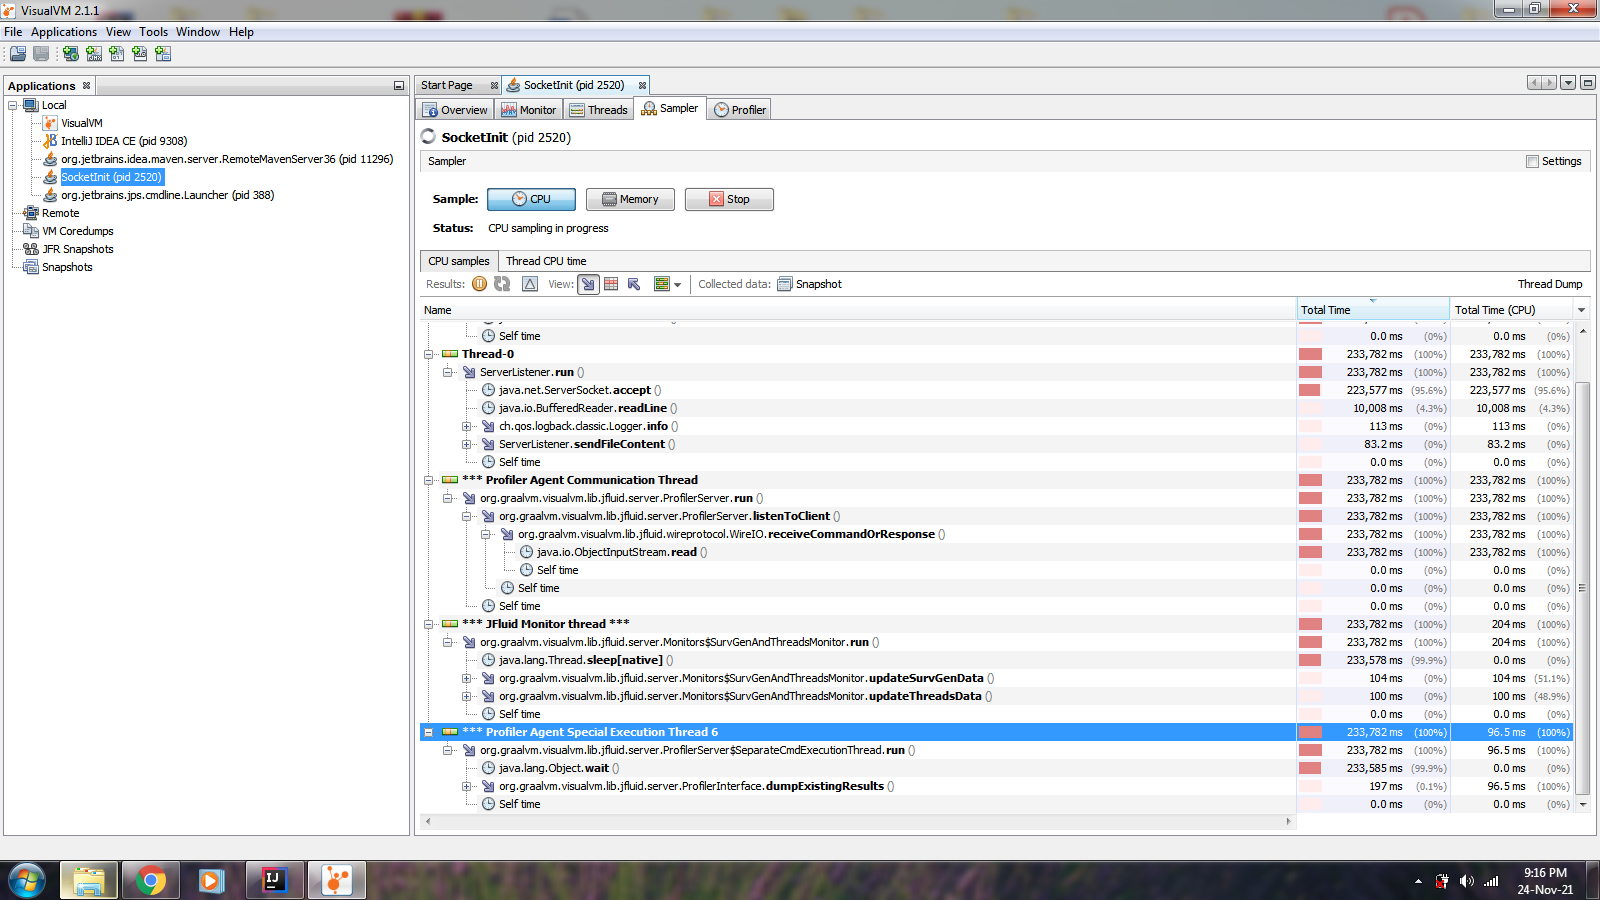 VisualVM 2.1.1
File Applications View Tools Window Help
Applications
Local
VisualVM
IntelliJ IDEA CE (pid 9308)
org.jetbrains.idea.maven.server.RemoteMavenServer36 (pid 11296)
SocketInit (pid 2520)
org.jetbrains.jps.cmdline.Launcher (pid 388)
Remote
VM Coredumps
JFR Snapshots
Snapshots
Start Page SocketInit (pid 2520)
Overview Monitor Threads Sampler Profiler
SocketInit (pid 2520)
Sampler Settings
Sample: CPU Memory Stop
Status: CPU sampling in progress
CPU samples Thread CPU time
Results: View: Collected data: Snapshot Thread Dump
Name Total Time Total Time (CPU)
Self time 0.0 ms (0%) 0.0 ms (0%)
Thread-0 233,782 ms (100%) 233,782 ms (100%)
ServerListener.run () 233,782 ms (100%) 233,782 ms (100%)
java.net.ServerSocket.accept () 223,577 ms (95.6%) 223,577 ms (95.6%)
java.io.BufferedReader.readLine () 10,008 ms (4.3%) 10,008 ms (4.3%)
ch.qos.logback.classic.Logger.info () 113 ms (0%) 113 ms (0%)
ServerListener.sendFileContent () 83.2 ms (0%) 83.2 ms (0%)
Self time 0.0 ms (0%) 0.0 ms (0%)
*** Profiler Agent Communication Thread 233,782 ms (100%) 233,782 ms (100%)
org.graalvm.visualvm.lib.jfluid.server.ProfilerServer.run () 233,782 ms (100%) 233,782 ms (100%)
org.graalvm.visualvm.lib.jfluid.server.ProfilerServer.listenToClient () 233,782 ms (100%) 233,782 ms (100%)
org.graalvm.visualvm.lib.jfluid.wireprotocol.WireIO.receiveCommandOrResponse () 233,782 ms (100%) 233,782 ms (100%)
java.io.ObjectInputStream.read () 233,782 ms (100%) 233,782 ms (100%)
Self time 0.0 ms (0%) 0.0 ms (0%)
Self time 0.0 ms (0%) 0.0 ms (0%)
Self time 0.0 ms (0%) 0.0 ms (0%)
*** JFluid Monitor thread *** 233,782 ms (100%) 204 ms (100%)
org.graalvm.visualvm.lib.jfluid.server.Monitors$SurvGenAndThreadsMonitor.run () 233,782 ms (100%) 204 ms (100%)
java.lang.Thread.sleep[native] () 233,578 ms (99.9%) 0.0 ms (0%)
org.graalvm.visualvm.lib.jfluid.server.Monitors$SurvGenAndThreadsMonitor.updateSurvGenData () 104 ms (0%) 104 ms (51.1%)
org.graalvm.visualvm.lib.jfluid.server.Monitors$SurvGenAndThreadsMonitor.updateThreadsData () 100 ms (0%) 100 ms (48.9%)
Self time 0.0 ms (0%) 0.0 ms (0%)
*** Profiler Agent Special Execution Thread 6 233,782 ms (100%) 96.5 ms (100%)
org.graalvm.visualvm.lib.jfluid.server.ProfilerServer$SeparateCmdExecutionThread.run () 233,782 ms (100%) 96.5 ms (100%)
java.lang.Object.wait () 233,585 ms (99.9%) 0.0 ms (0%)
org.graalvm.visualvm.lib.jfluid.server.ProfilerInterface.dumpExistingResults () 197 ms (0.1%) 96.5 ms (100%)
Self time 0.0 ms (0%) 0.0 ms (0%)
IJ
9:16 PM
24-Nov-21